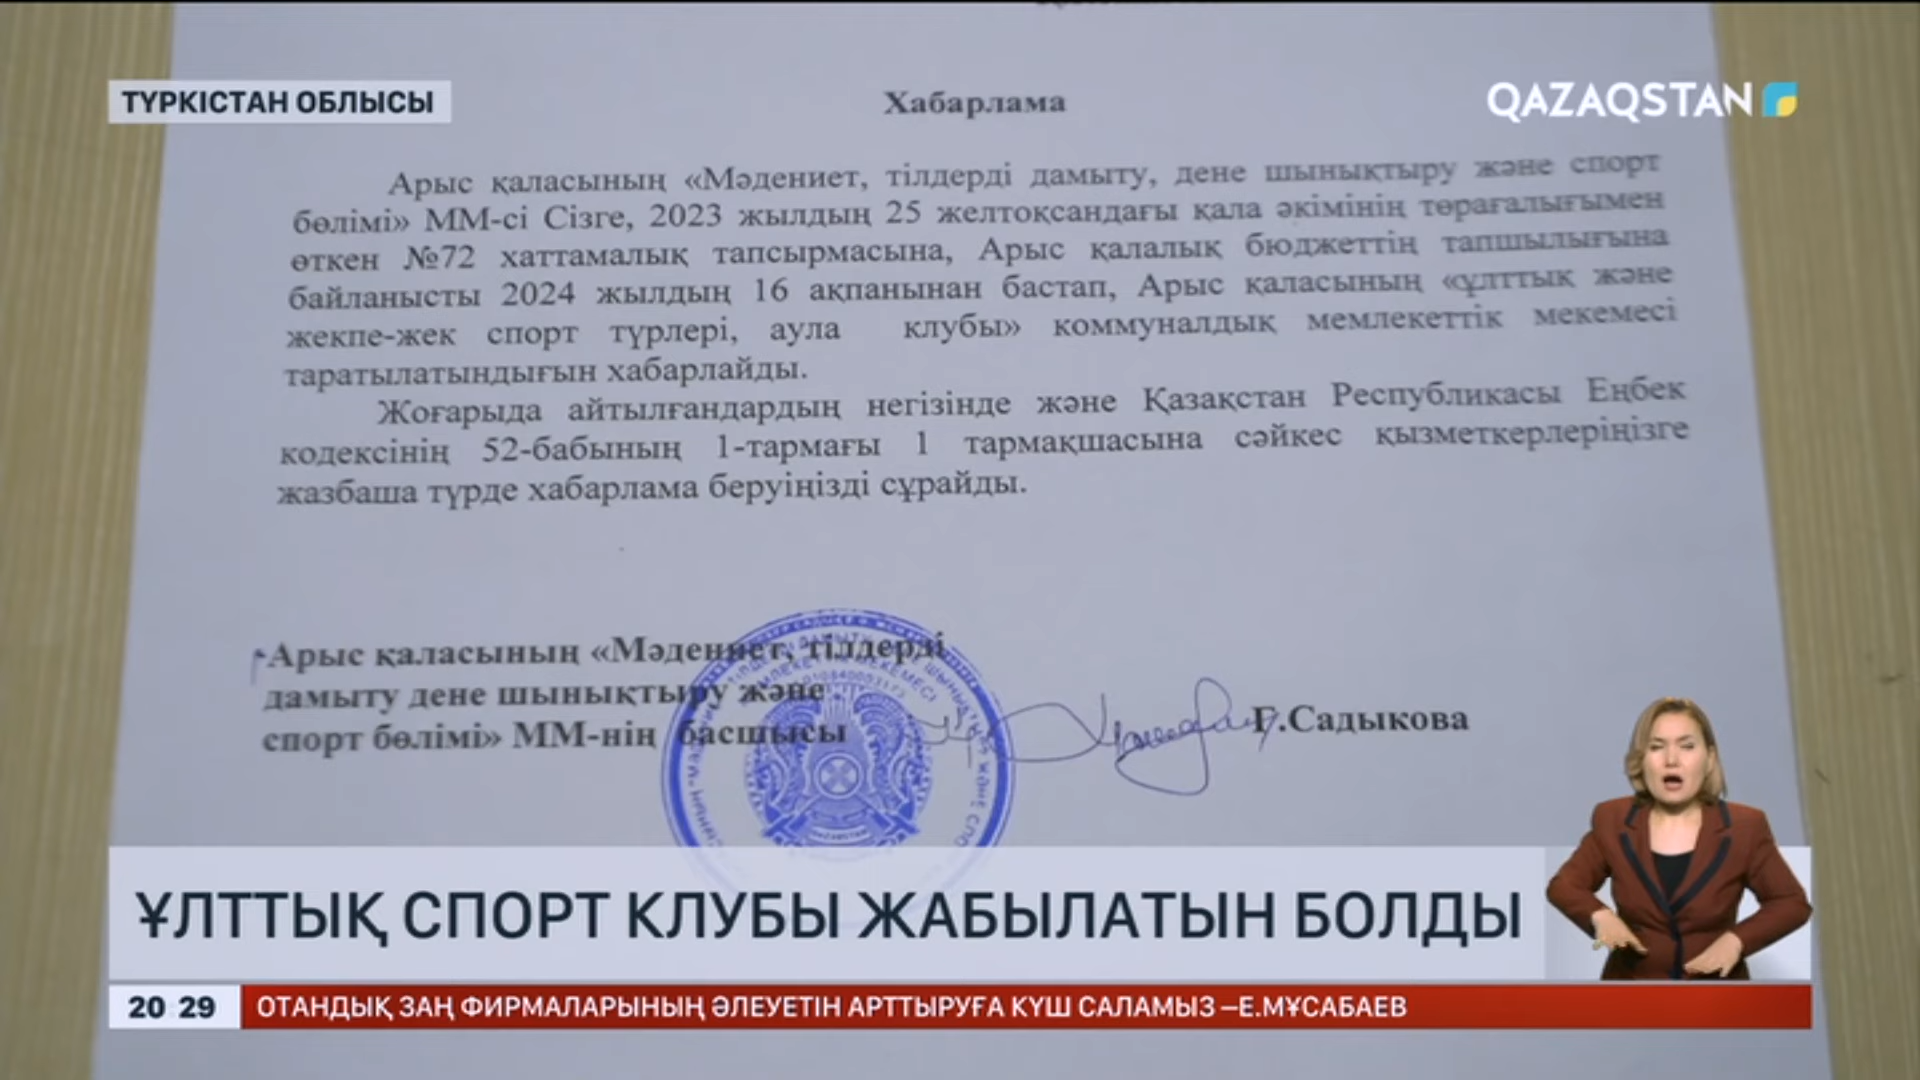 ТҮРКІСТАН ОБЛЫСЫ
QAZAQSTAN
Хабарлама
Арыс қаласының «Мәдениет, тілдерді дамыту, дене шынықтыру және спорт
бөлімі» ММ-сі Сізге, 2023 жылдың 25 желтоқсандағы қала әкімінің төрағалығымен
өткен №72 хаттамалық тапсырмасына, Арыс қалалық бюджеттің тапшылығына
байланысты 2024 жылдың 16 ақпанынан бастап, Арыс қаласының «ұлттық және
жекпе-жек спорт түрлері, аула клубы» коммуналдық мемлекеттік мекемесі
таратылатындығын хабарлайды.
Жоғарыда айтылғандардың негізінде және Қазақстан Республикасы Еңбек
кодексінің 52-бабының 1-тармағы 1 тармақшасына сәйкес қызметкерлеріңізге
жазбаша түрде хабарлама беруіңізді сұрайды.
Арыс қаласының «Мәдениет, тілдерді
дамыту дене шынықтыру және
спорт бөлімі» ММ-нің басшысы
Г.Садыкова
ҰЛТТЫҚ СПОРТ КЛУБЫ ЖАБЫЛАТЫН БОЛДЫ
20:29 ОТАНДЫҚ ЗАҢ ФИРМАЛАРЫНЫҢ ӘЛЕУЕТІН АРТТЫРУҒА КҮШ САЛАМЫЗ –Е.МҰСАБАЕВ